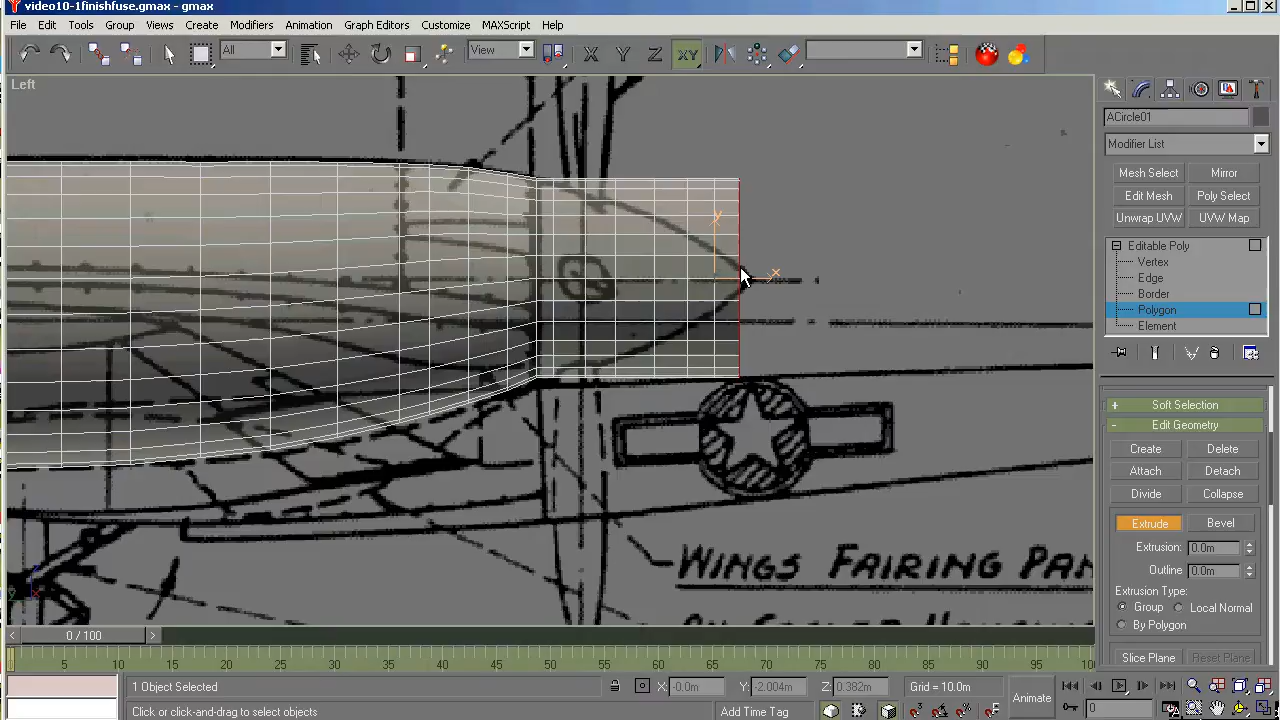 video10-1finishfuse.gmax - gmax
File Edit Tools Group Views Create Modifiers Animation Graph Editors Customize MAXScript Help
All
View
XY
Left
ACircle01
Modifier List
Mesh Select Mirror
Edit Mesh Poly Select
Unwrap UVW UV Map
Editable Poly
Vertex
Edge
Border
Polygon
Element
+ Soft Selection
- Edit Geometry
Create Delete
Attach Detach
Divide Collapse
Extrude Bevel
Extrusion: 0.0m
Outline 0.0m
Extrusion Type:
Group Local Normal
By Polygon
Slice Plane Reset Plane
y
x
WINGS FAIRING PAN
0 / 100
5 10 15 20 25 30 35 40 45 50 55 60 65 70 75 80 85 90 95 100
1 Object Selected
X: -0.0m Y: -2.004m Z: 0.382m
Grid = 10.0m
Animate
0
Click or click-and-drag to select objects
Add Time Tag